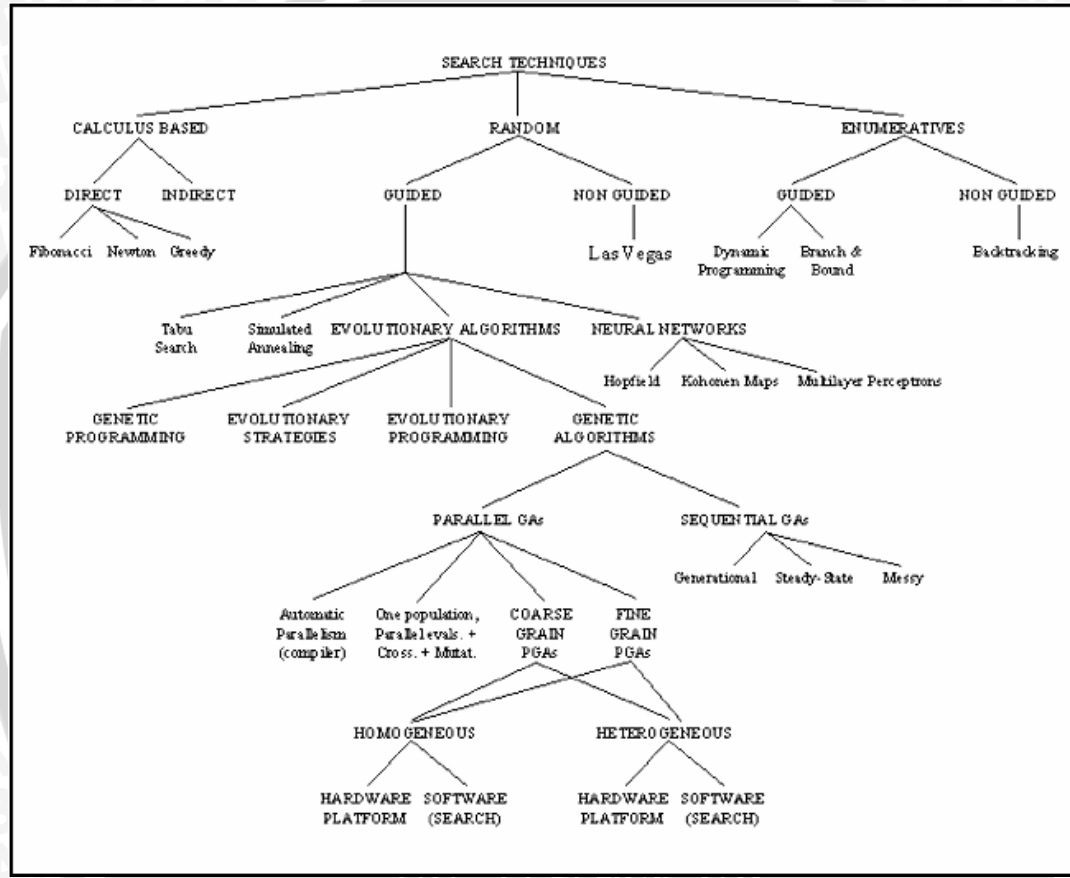 SEARCH TECHNIQUES
CALCULUS BASED
RANDOM
ENUMERATIVES
DIRECT
INDIRECT
GUIDED
NON GUIDED
GUIDED
NON GUIDED
Fibonacci
Newton
Greedy
Las Vegas
Dynamic
Programming
Branch &
Bound
Backtracking
Tabu
Search
Simulated
Annealing
EVOLUTIONARY ALGORITHMS
NEURAL NETWORKS
Hopfield
Kohonen Maps
Multilayer Perceptrons
GENETIC
PROGRAMMING
EVOLUTIONARY
STRATEGIES
EVOLUTIONARY
PROGRAMMING
GENETIC
ALGORITHMS
PARALLEL GAs
SEQUENTIAL GAs
Generational
Steady-State
Messy
Automatic
Parallelism
(compiler)
One population,
Parallel evals. +
Cross. + Mutat.
COARSE
GRAIN
PGAs
FINE
GRAIN
PGAs
HOMOGENEOUS
HETEROGENEOUS
HARDWARE
PLATFORM
SOFTWARE
(SEARCH)
HARDWARE
PLATFORM
SOFTWARE
(SEARCH)